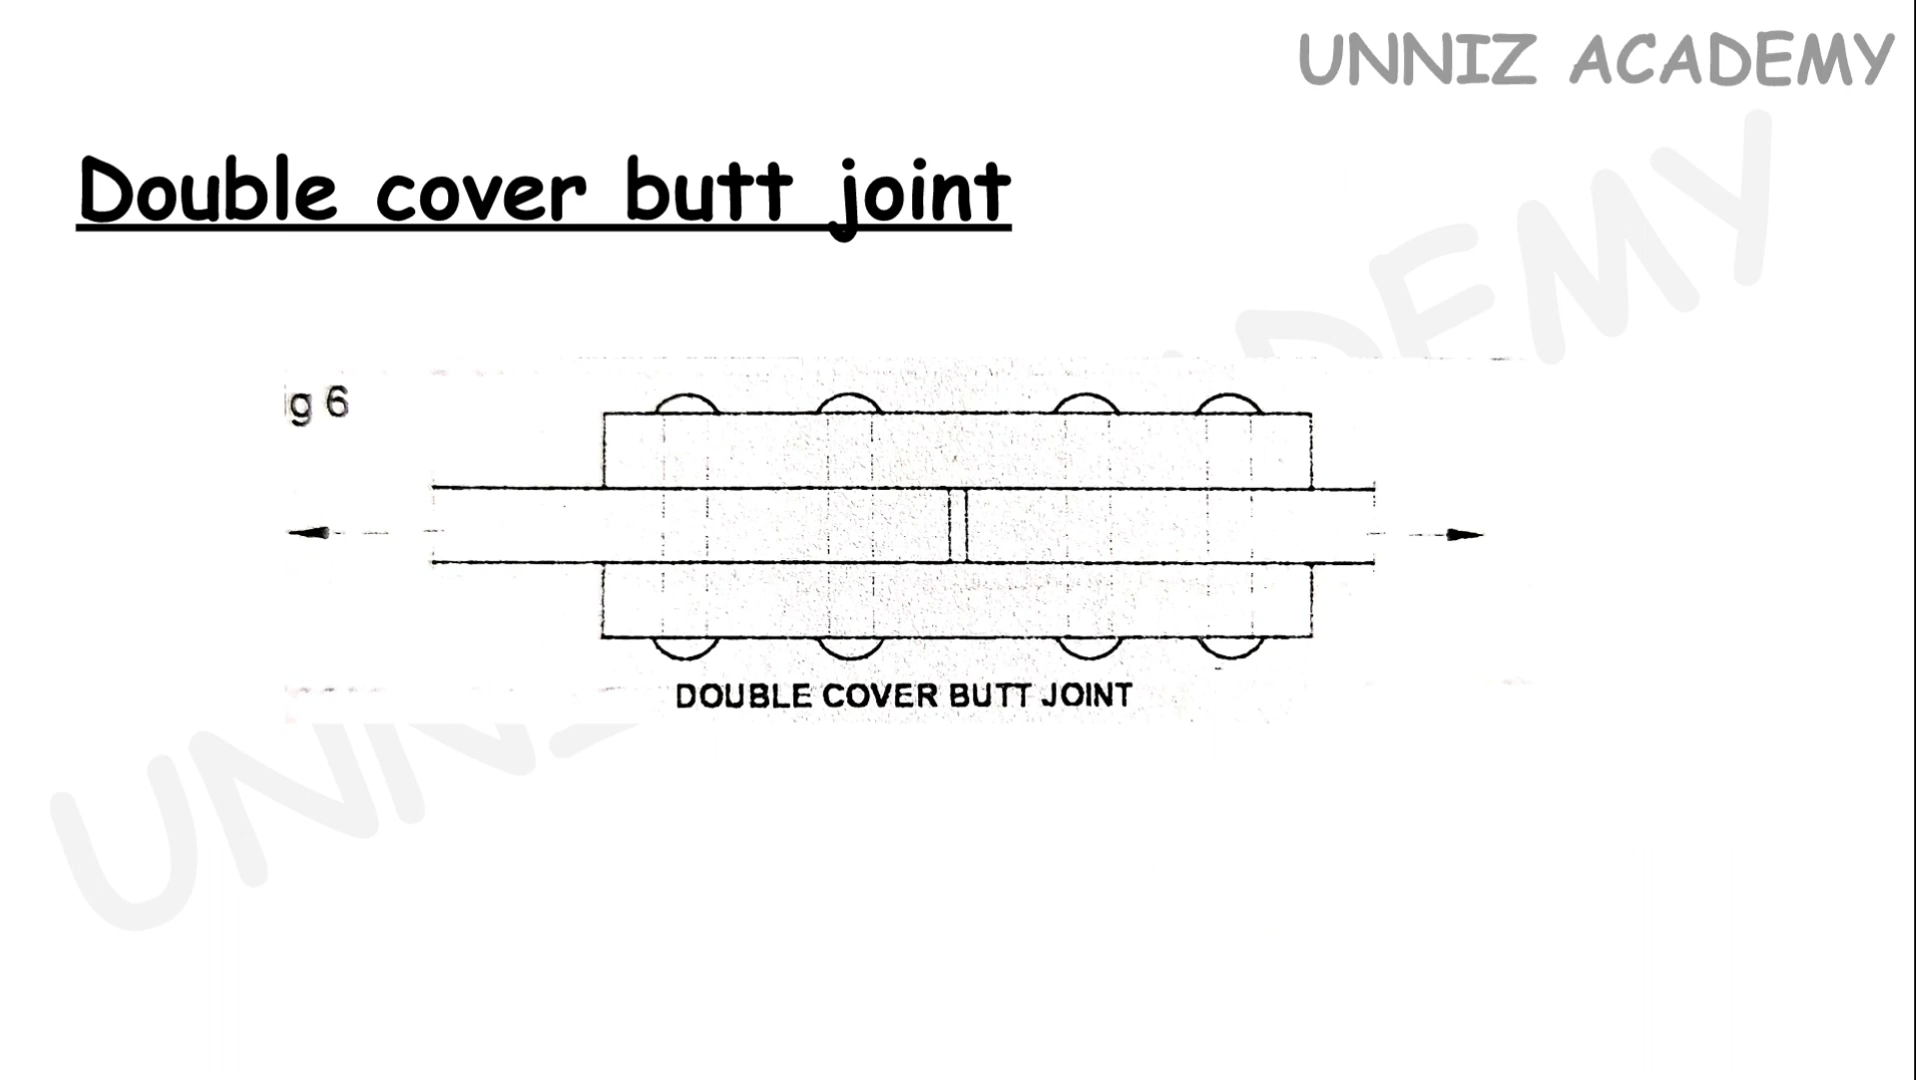 UNNIZ ACADEMY
Double cover butt joint
g 6
DOUBLE COVER BUTT JOINT